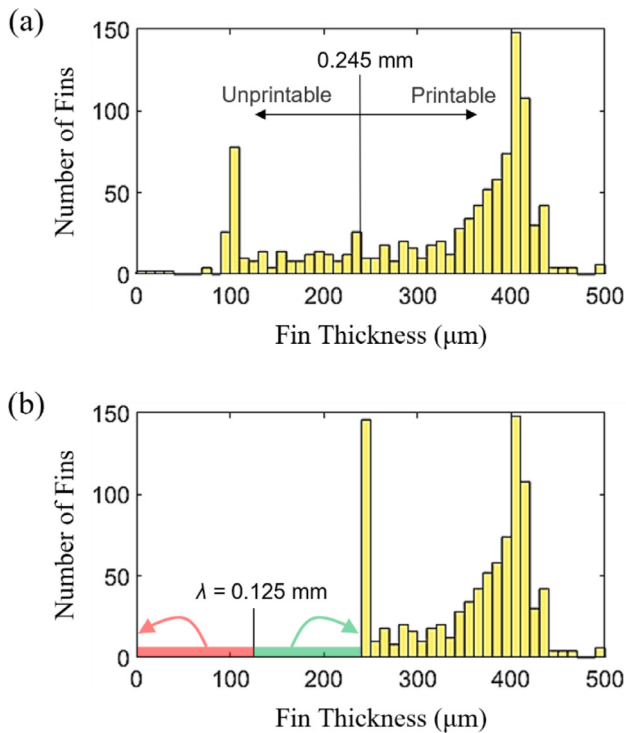 (a)
150
100
50
0
Number of Fins
0.245 mm
Unprintable
Printable
0 100 200 300 400 500
Fin Thickness (μm)
(b)
150
100
50
0
Number of Fins
λ = 0.125 mm
0 100 200 300 400 500
Fin Thickness (μm)